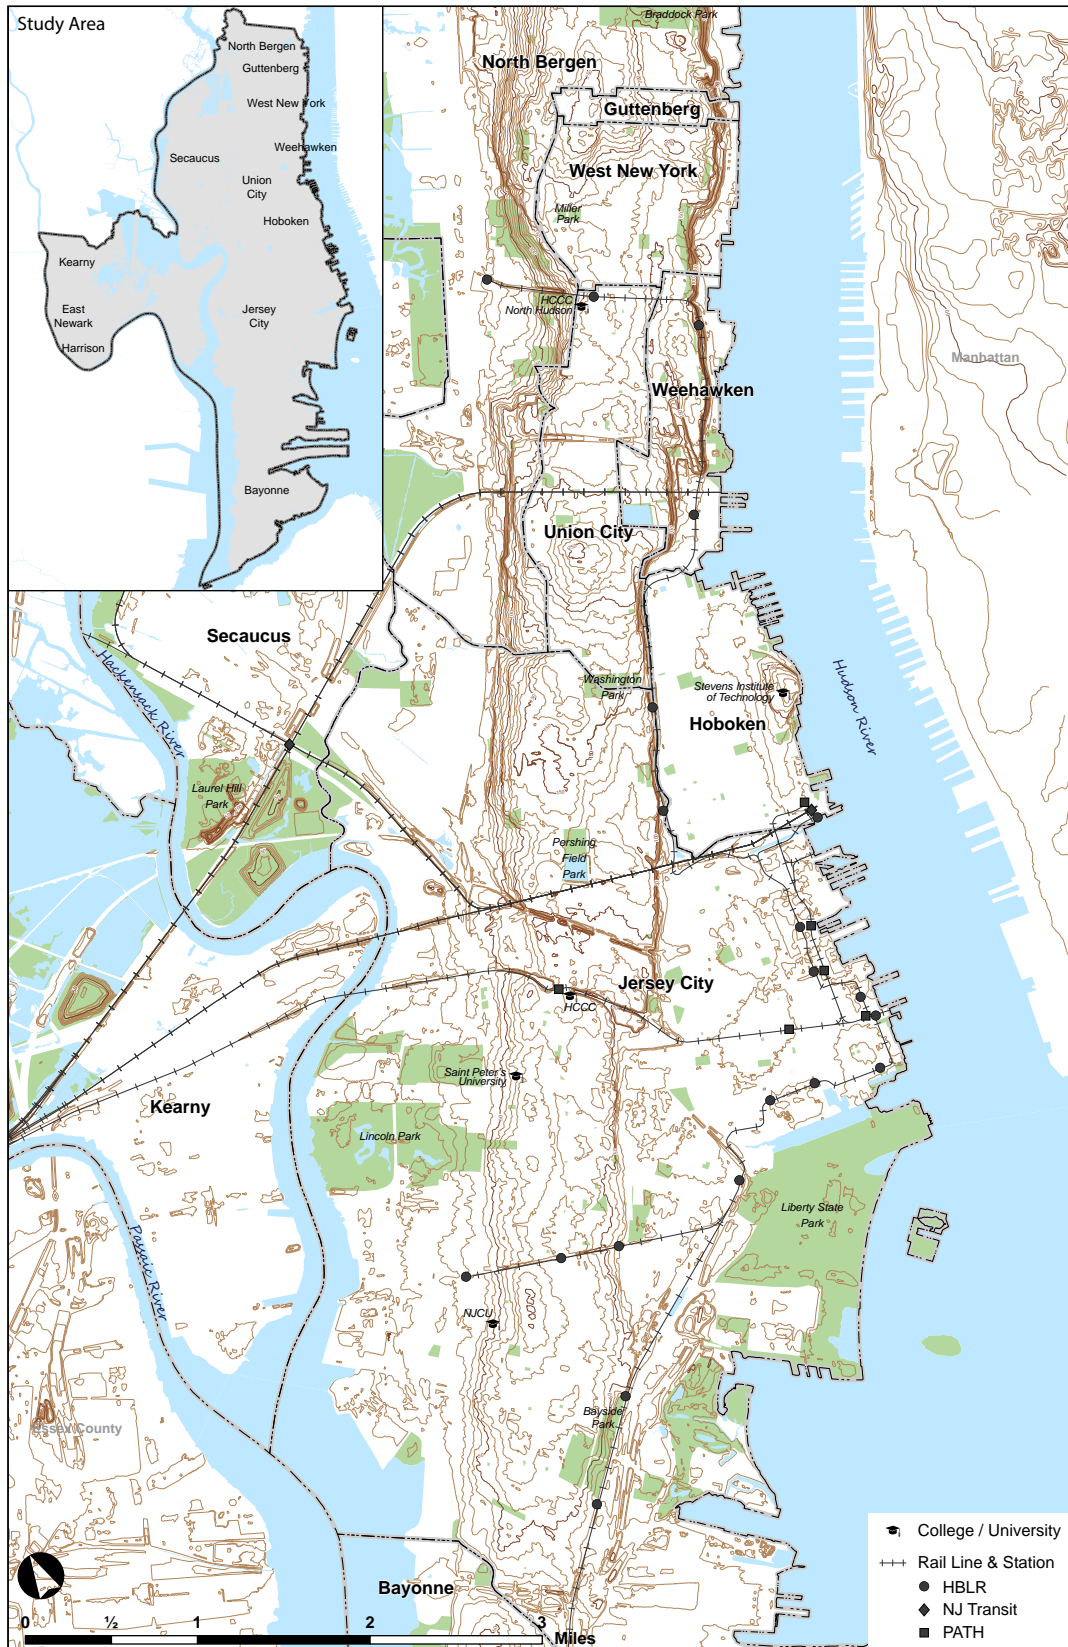 Study Area
North Bergen
Guttenberg
West New York
Weehawken
Secaucus
Union
City
Hoboken
Kearny
East
Newark
Harrison
Jersey
City
Bayonne
Braddock Park
North Bergen
Guttenberg
West New York
Miller
Park
HCCC
North Hudson
Manhattan
Weehawken
Union City
Secaucus
Hackensack River
Washington
Park
Stevens Institute
of Technology
Hoboken
Hudson River
Laurel Hill
Park
Pershing
Field
Park
Jersey City
HCCC
Saint Peter's
University
Kearny
Lincoln Park
Liberty State
Park
Passaic River
NJCU
Bayside
Park
Essex County
Bayonne
0 ½ 1 2 3
Miles
College / University
Rail Line & Station
HBLR
NJ Transit
PATH